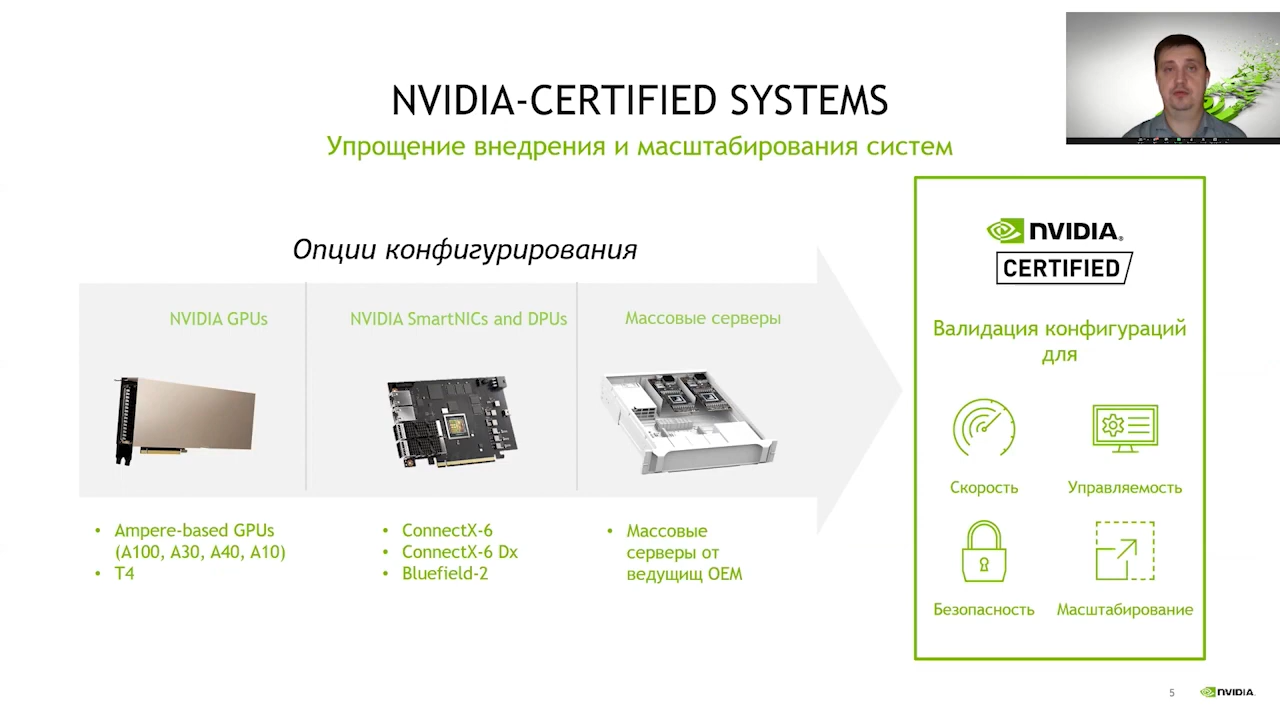 NVIDIA-CERTIFIED SYSTEMS
Упрощение внедрения и масштабирования систем
Опции конфигурирования
NVIDIA GPUs
NVIDIA SmartNICs and DPUs
Массовые серверы
• Ampere-based GPUs
(A100, A30, A40, A10)
• T4
• ConnectX-6
• ConnectX-6 Dx
• Bluefield-2
• Массовые
серверы от
ведущищ OEM
NVIDIA®
CERTIFIED
Валидация конфигураций
для
Скорость
Управляемость
Безопасность
Масштабирование
5
NVIDIA.